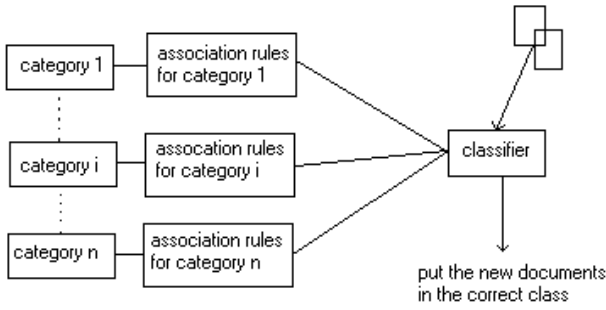 category 1
association rules
for category 1
category i
assocation rules
for category i
classifier
category n
association rules
for category n
put the new documents
in the correct class